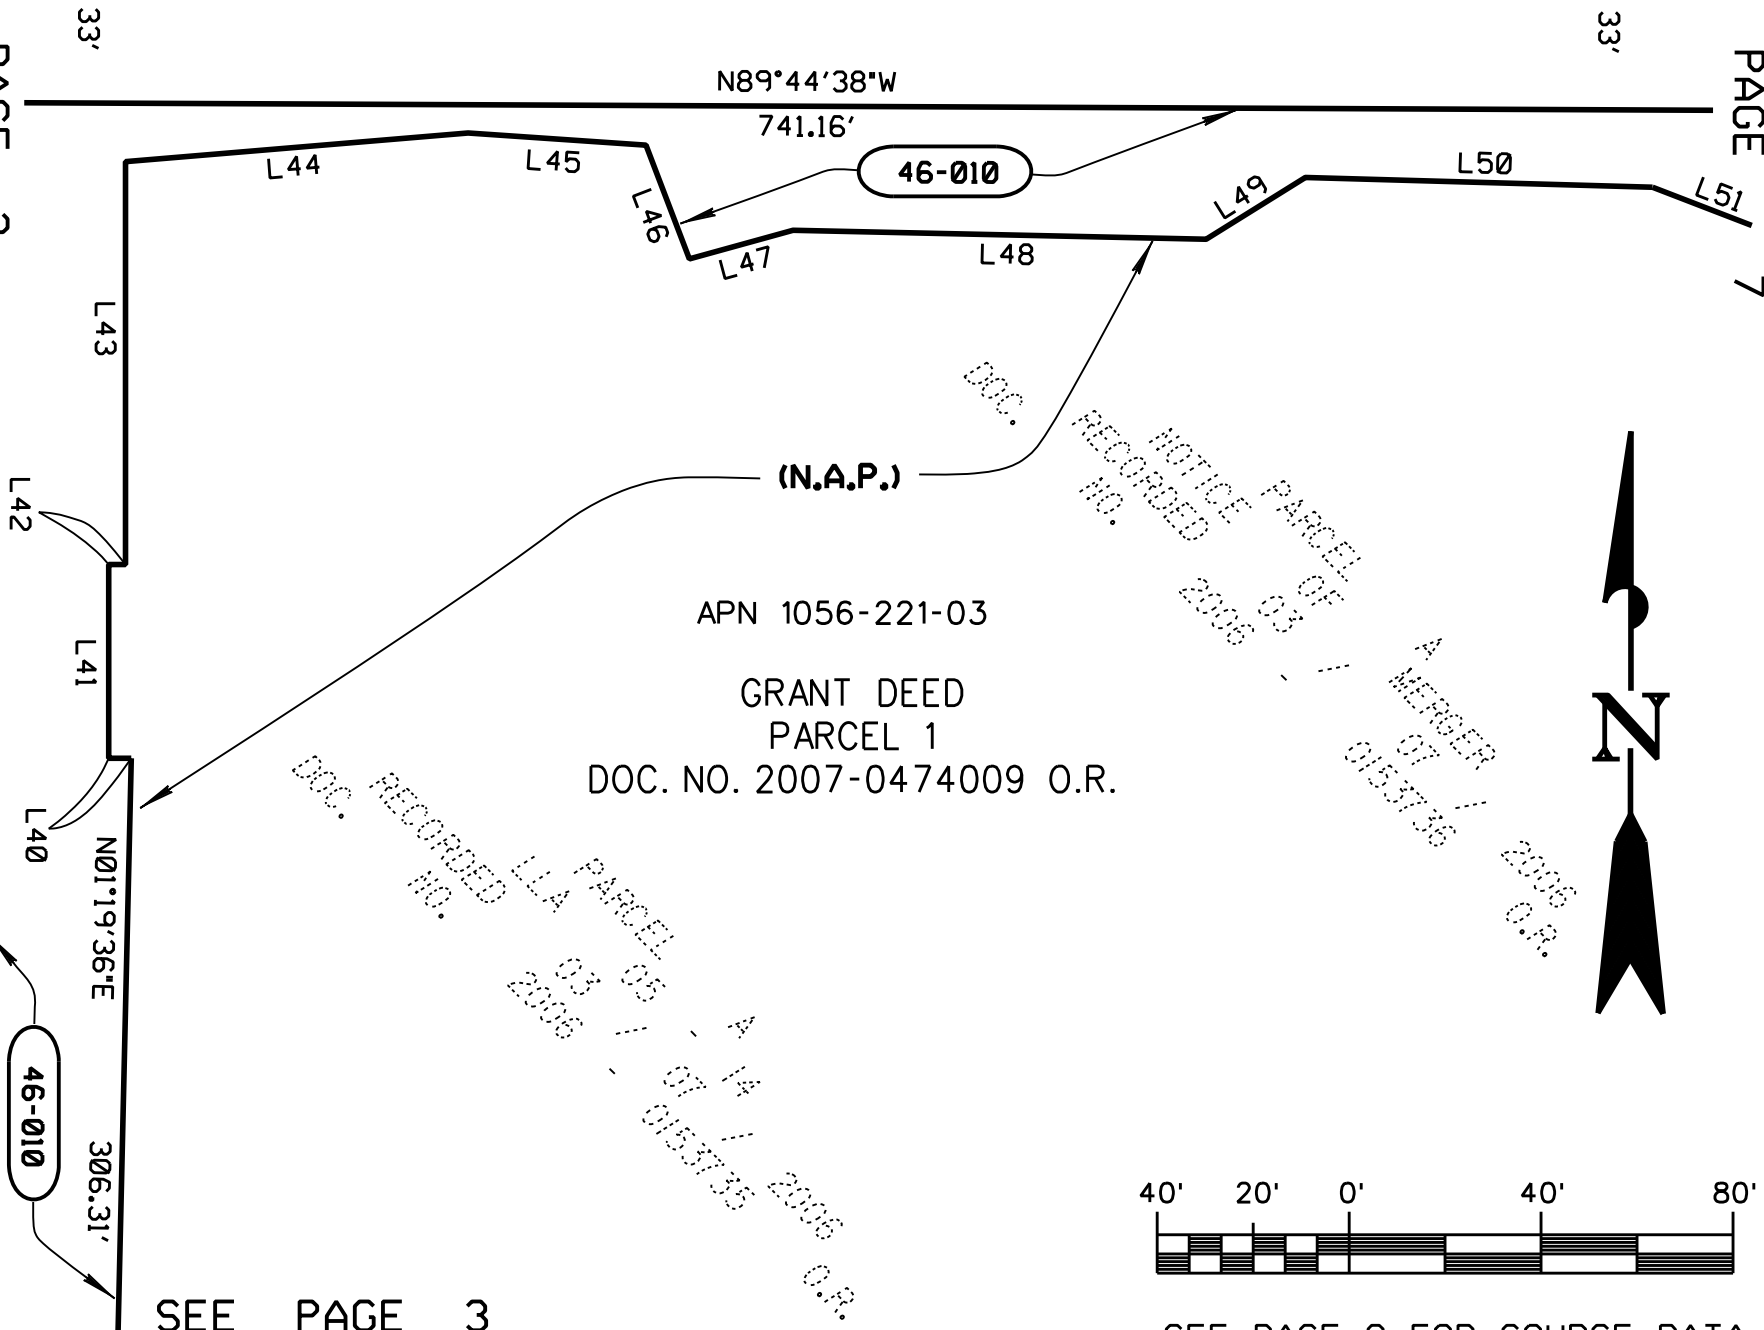 33'
33'
PAGE
N89°44'38"W
741.16'
46-010
L44
L45
L46
L47
L48
L49
L50
L51
7
L43
L42
L41
L40
(N.A.P.)
APN 1056-221-03
GRANT DEED
PARCEL 1
DOC. NO. 2007-0474009 O.R.
PARCEL A
NOTICE OF MERGER
RECORDED 03/07/2006
DOC. NO. 2006-0153736 O.R.
N
PARCEL A
LLA 05-14
RECORDED 03/07/2006
DOC. NO. 2006-0153735 O.R.
N01°19'36"E
306.31'
46-010
40' 20' 0' 40' 80'
SEE PAGE 3